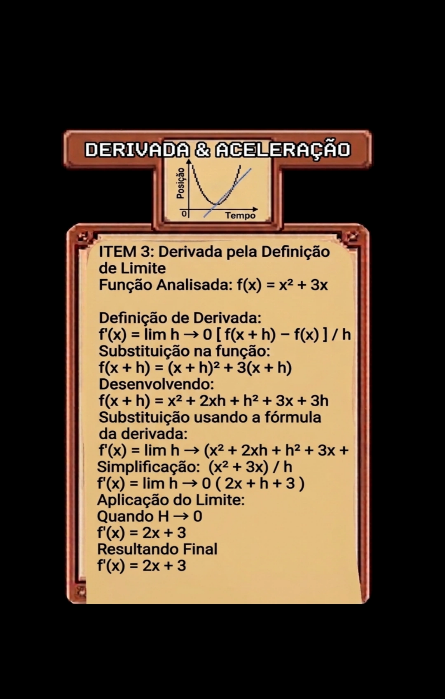 DERIVADA & ACELERAÇÃO
Posição
0
Tempo
ITEM 3: Derivada pela Definição
de Limite
Função Analisada: f(x) = x² + 3x
Definição de Derivada:
f'(x) = lim h → 0 [ f(x + h) − f(x) ] / h
Substituição na função:
f(x + h) = (x + h)² + 3(x + h)
Desenvolvendo:
f(x + h) = x² + 2xh + h² + 3x + 3h
Substituição usando a fórmula
da derivada:
f'(x) = lim h → (x² + 2xh + h² + 3x +
Simplificação: (x² + 3x) / h
f'(x) = lim h → 0 ( 2x + h + 3 )
Aplicação do Limite:
Quando H → 0
f'(x) = 2x + 3
Resultando Final
f'(x) = 2x + 3